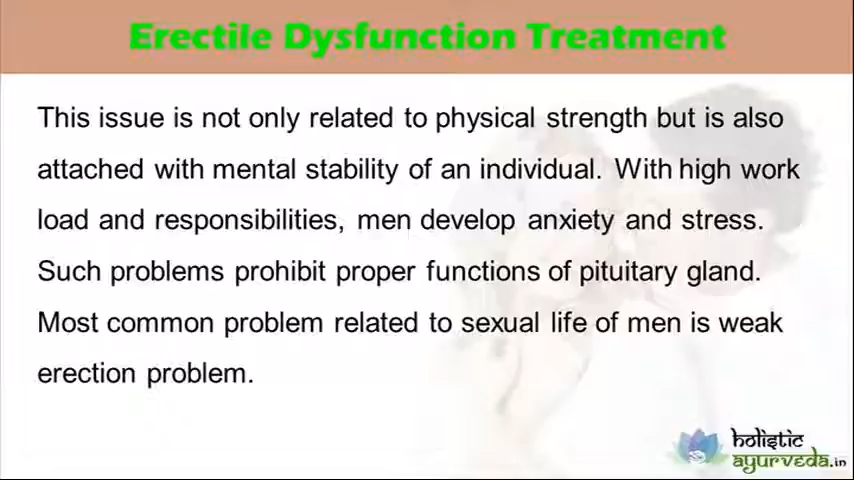 Erectile Dysfunction Treatment
This issue is not only related to physical strength but is also
attached with mental stability of an individual. With high work
load and responsibilities, men develop anxiety and stress.
Such problems prohibit proper functions of pituitary gland.
Most common problem related to sexual life of men is weak
erection problem.
holistic
ayurveda.in